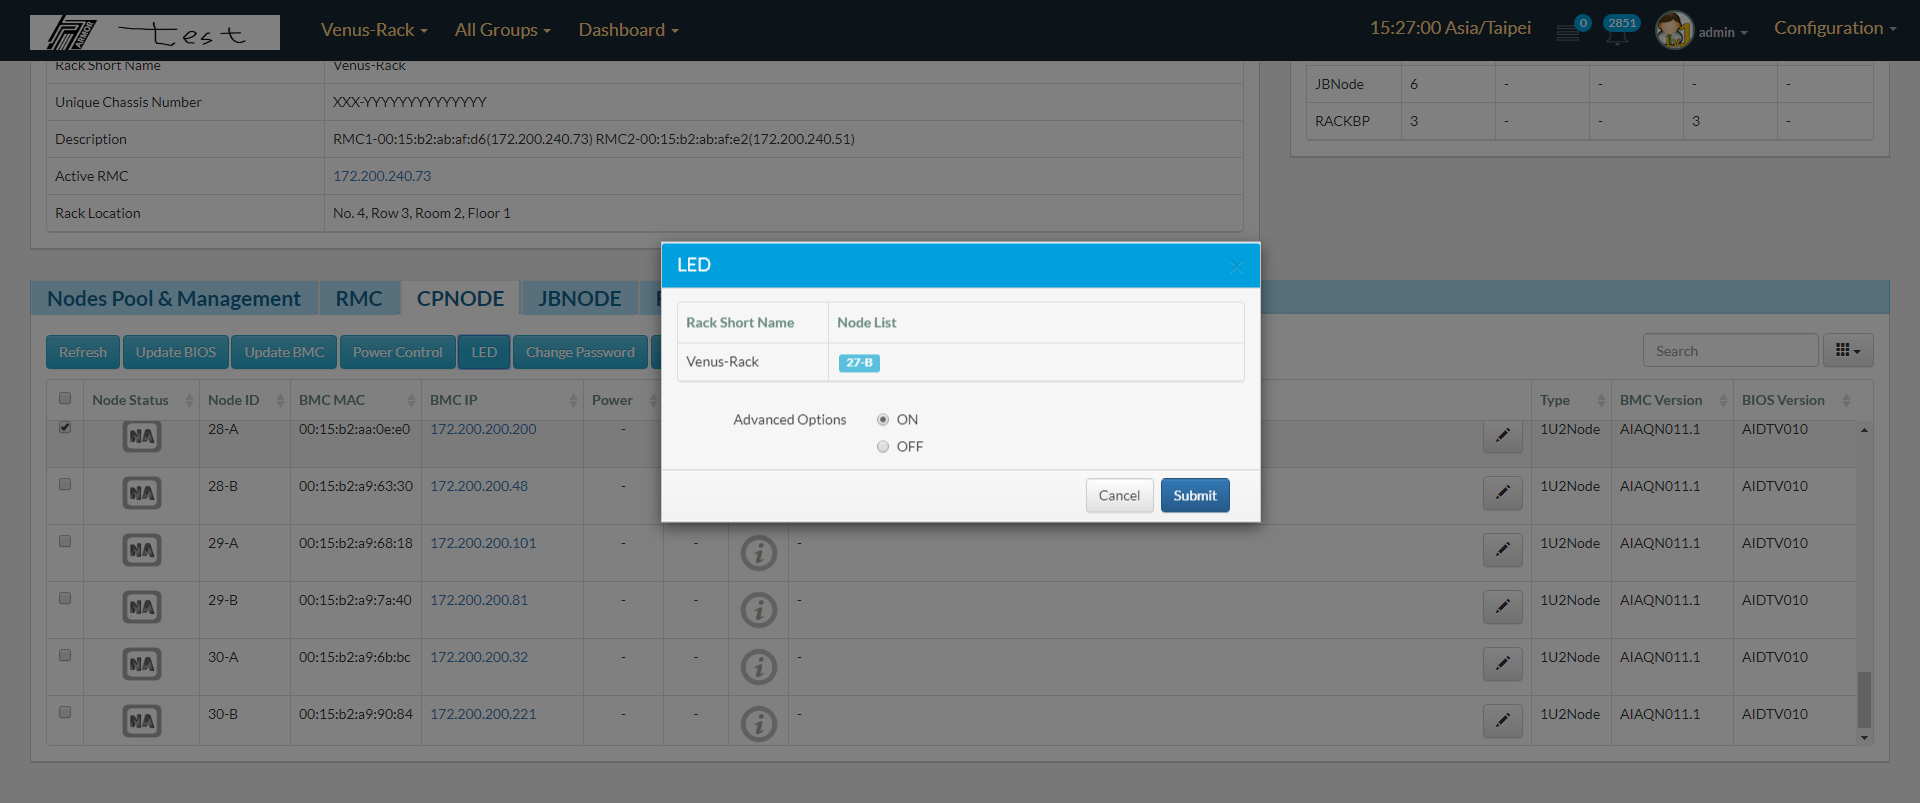 ARMOR test Venus-Rack All Groups Dashboard 15:27:00 Asia/Taipei 0 2851 admin Configuration
Rack Short Name Venus-Rack
Unique Chassis Number XXX-YYYYYYYYYYYYYY
Description RMC1-00:15:b2:ab:af:d6(172.200.240.73) RMC2-00:15:b2:ab:af:e2(172.200.240.51)
Active RMC 172.200.240.73
Rack Location No. 4, Row 3, Room 2, Floor 1
JBNode 6 - - - -
RACKBP 3 - - 3 -
Nodes Pool & Management RMC CPNODE JBNODE
Refresh Update BIOS Update BMC Power Control LED Change Password
Search
Node Status Node ID BMC MAC BMC IP Power Type BMC Version BIOS Version
NA 28-A 00:15:b2:aa:0e:e0 172.200.200.200 - 1U2Node AIAQN011.1 AIDTV010
NA 28-B 00:15:b2:a9:63:30 172.200.200.48 - 1U2Node AIAQN011.1 AIDTV010
NA 29-A 00:15:b2:a9:68:18 172.200.200.101 - - i - 1U2Node AIAQN011.1 AIDTV010
NA 29-B 00:15:b2:a9:7a:40 172.200.200.81 - - i - 1U2Node AIAQN011.1 AIDTV010
NA 30-A 00:15:b2:a9:6b:bc 172.200.200.32 - - i - 1U2Node AIAQN011.1 AIDTV010
NA 30-B 00:15:b2:a9:90:84 172.200.200.221 - - i - 1U2Node AIAQN011.1 AIDTV010
LED
Rack Short Name Node List
Venus-Rack 27-B
Advanced Options ON
OFF
Cancel Submit